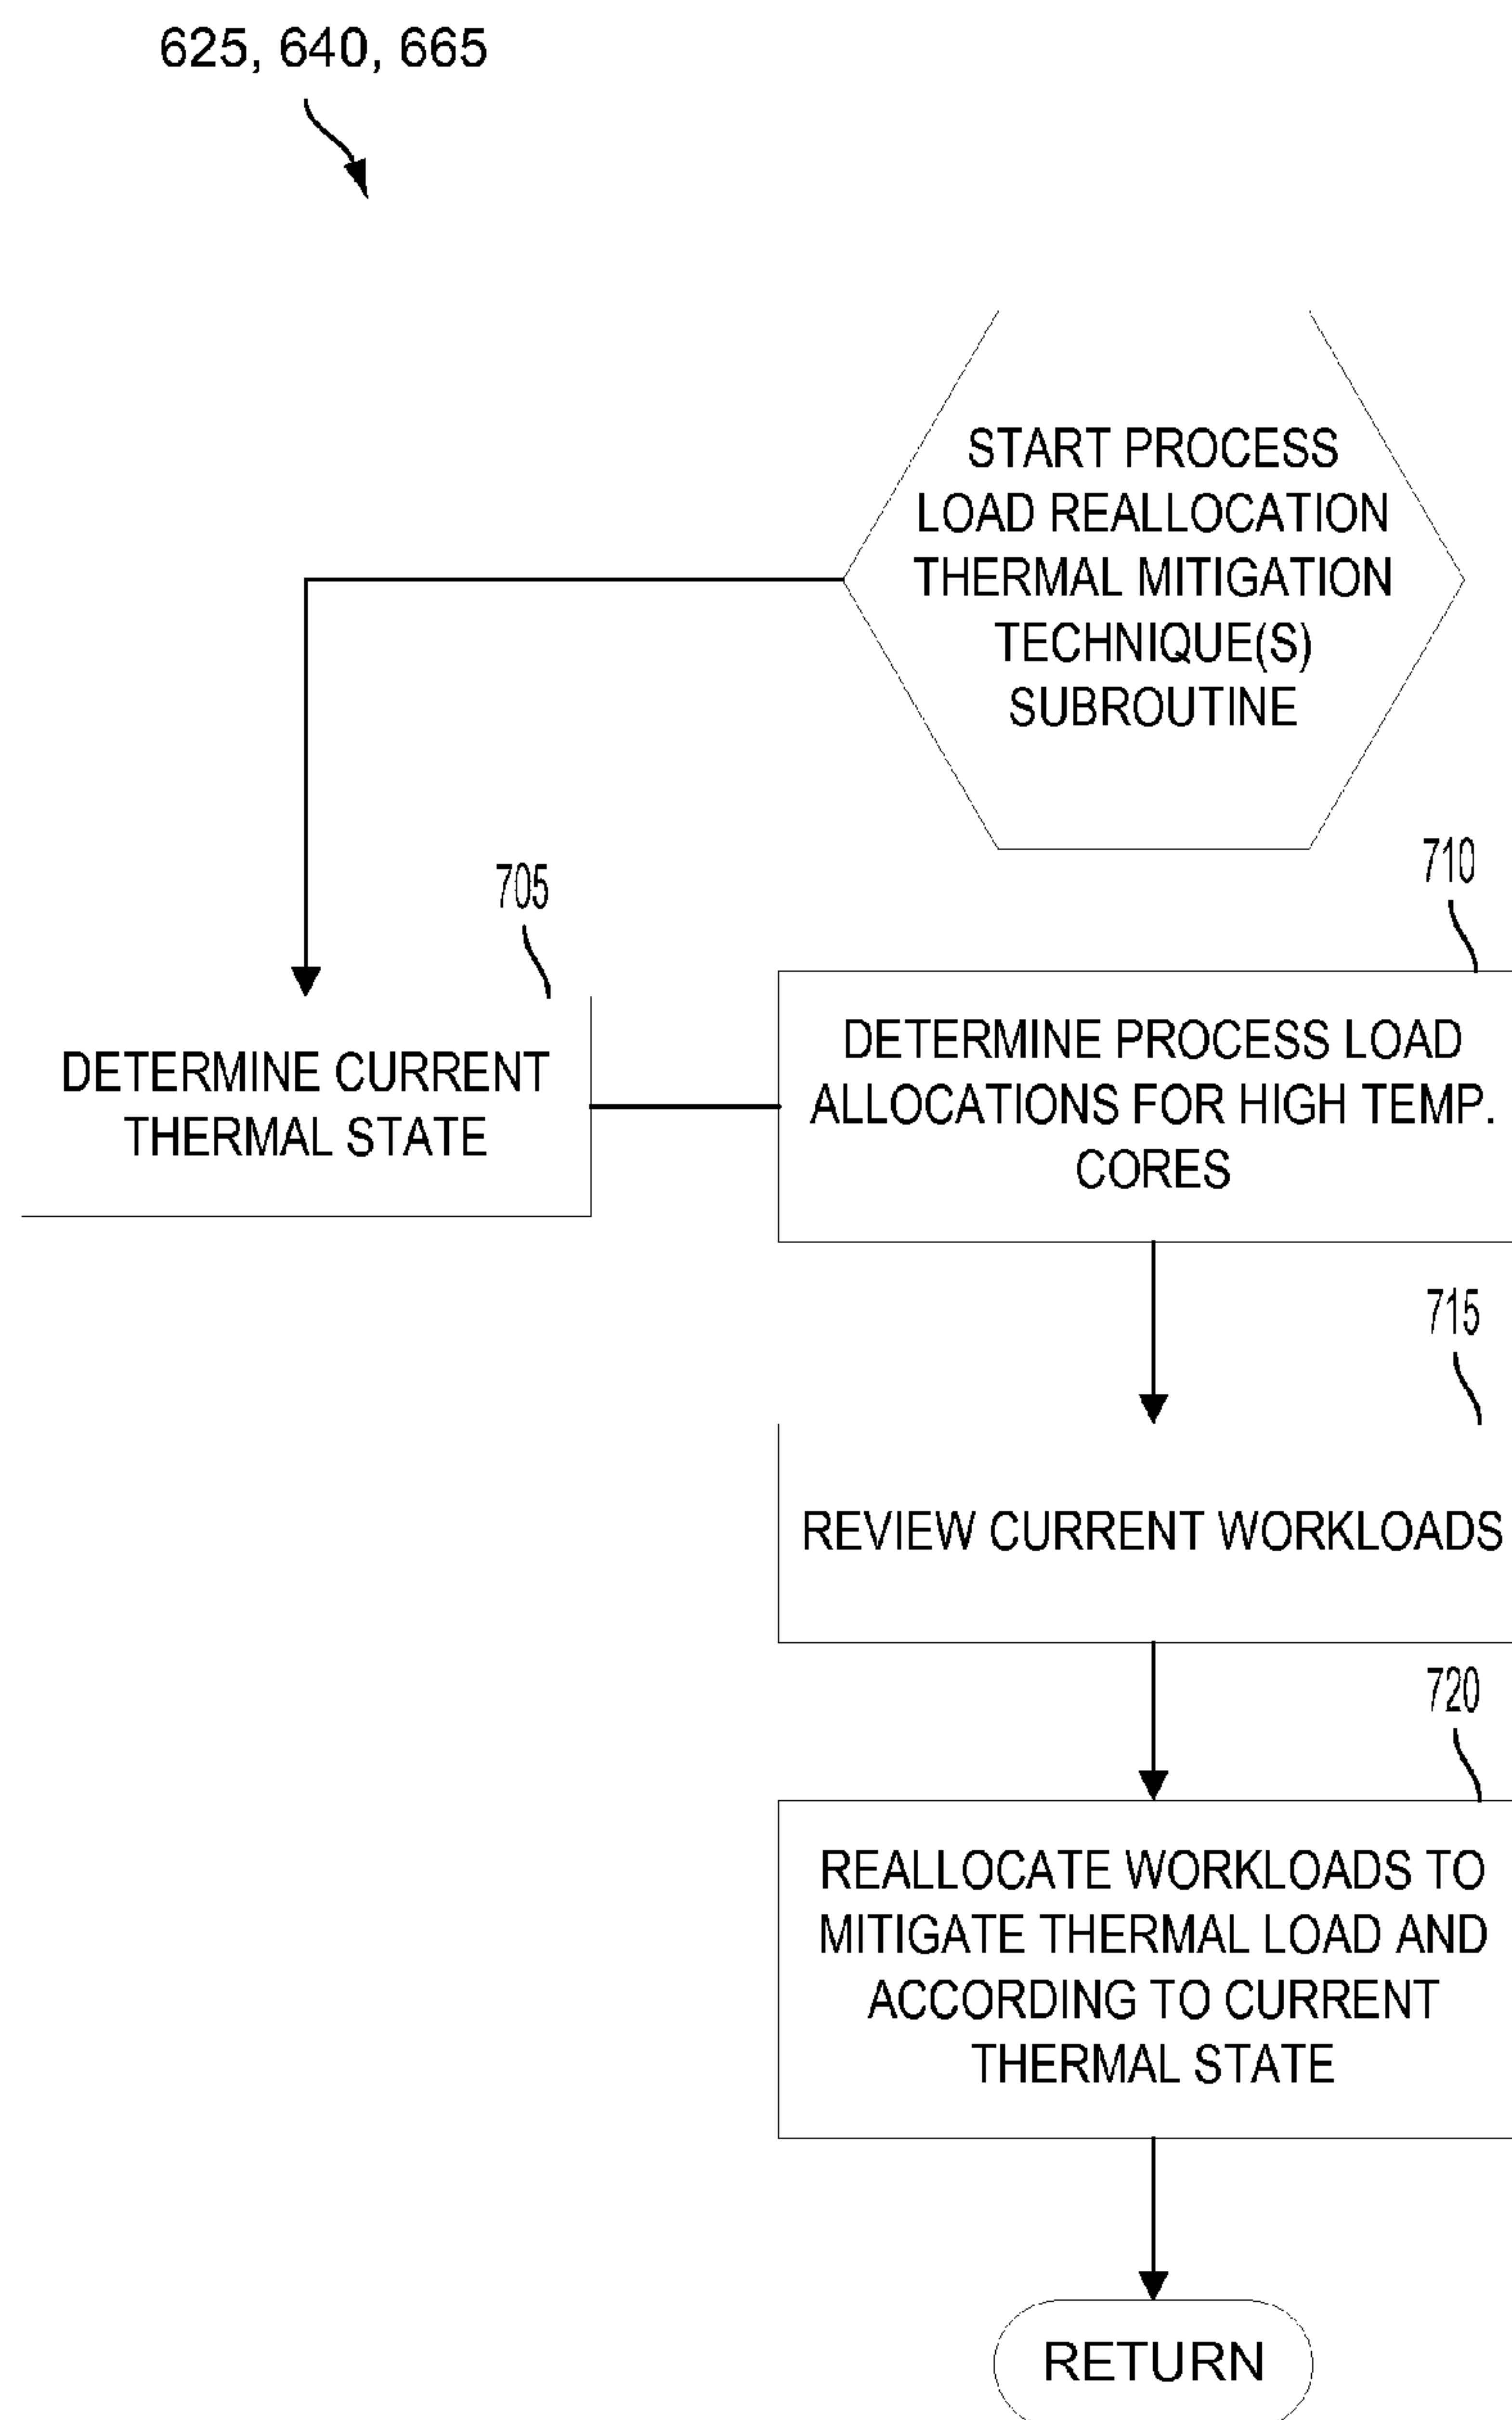 625, 640, 665
START PROCESS
LOAD REALLOCATION
THERMAL MITIGATION
TECHNIQUE(S)
SUBROUTINE
705
DETERMINE CURRENT
THERMAL STATE
710
DETERMINE PROCESS LOAD
ALLOCATIONS FOR HIGH TEMP.
CORES
715
REVIEW CURRENT WORKLOADS
720
REALLOCATE WORKLOADS TO
MITIGATE THERMAL LOAD AND
ACCORDING TO CURRENT
THERMAL STATE
RETURN